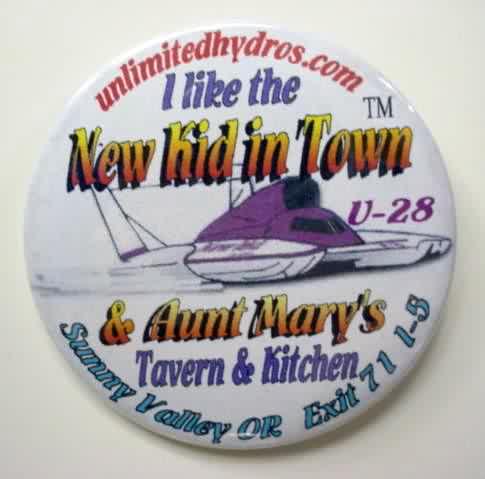 unlimitedhydros.com
I like the
TM
New Kid in Town
U-28
& Aunt Mary's
Tavern & Kitchen
Sunny Valley OR Exit 71 I-5